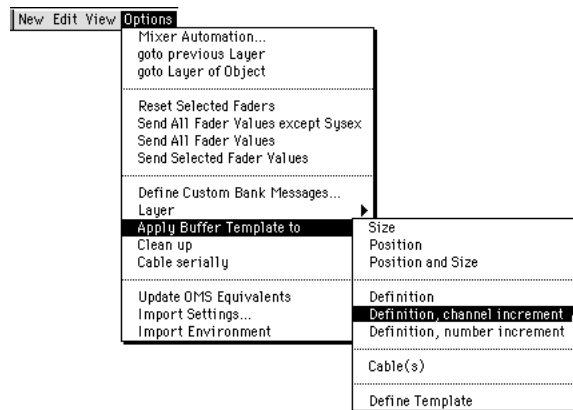 New Edit View Options
Mixer Automation...
goto previous Layer
goto Layer of Object
Reset Selected Faders
Send All Fader Values except Sysex
Send All Fader Values
Send Selected Fader Values
Define Custom Bank Messages...
Layer
Apply Buffer Template to
Clean up
Cable serially
Update OMS Equivalents
Import Settings...
Import Environment
Size
Position
Position and Size
Definition
Definition, channel increment
Definition, number increment
Cable(s)
Define Template